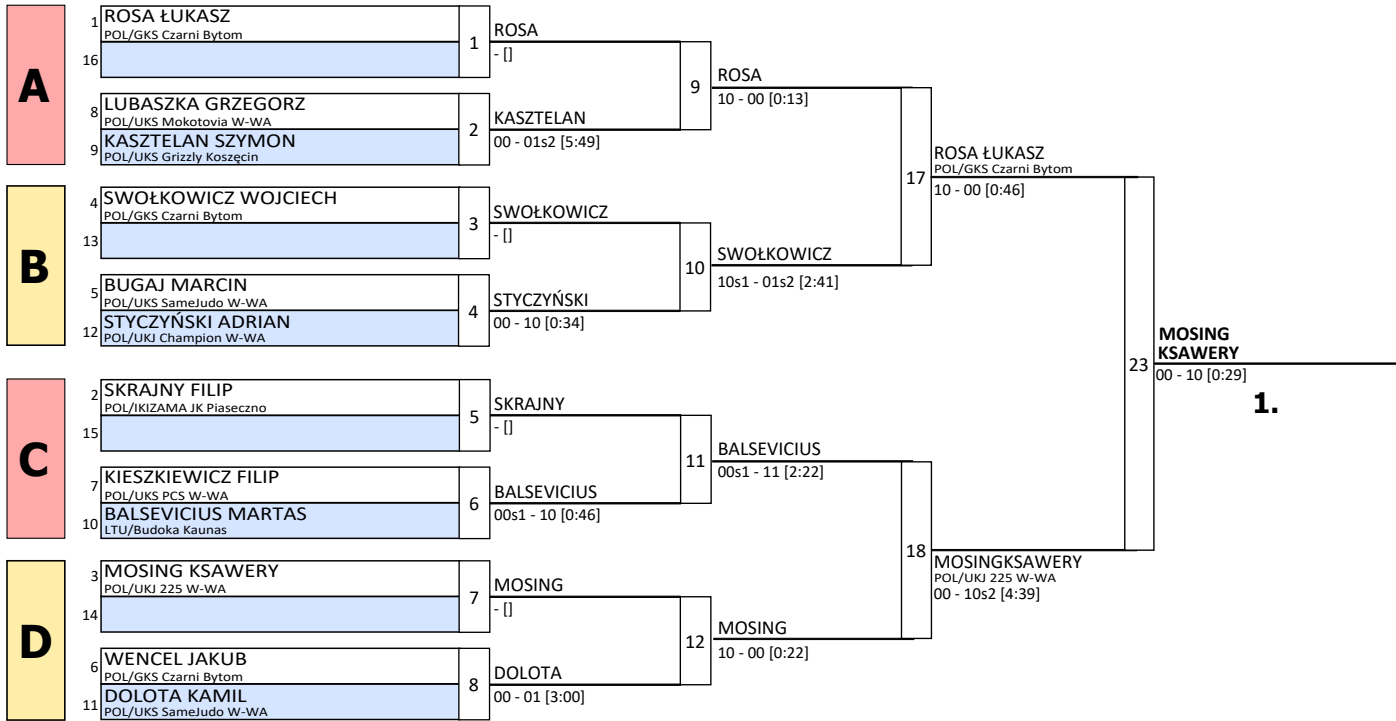 A
1 ROSA ŁUKASZ
POL/GKS Czarni Bytom
16
1
ROSA
- []
8 LUBASZKA GRZEGORZ
POL/UKS Mokotovia W-WA
9 KASZTELAN SZYMON
POL/UKS Grizzly Koszęcin
2
KASZTELAN
00 - 01s2 [5:49]
9
ROSA
10 - 00 [0:13]
B
4 SWOŁKOWICZ WOJCIECH
POL/GKS Czarni Bytom
13
3
SWOŁKOWICZ
- []
5 BUGAJ MARCIN
POL/UKS SameJudo W-WA
12 STYCZYŃSKI ADRIAN
POL/UKJ Champion W-WA
4
STYCZYŃSKI
00 - 10 [0:34]
10
SWOŁKOWICZ
10s1 - 01s2 [2:41]
17
ROSA ŁUKASZ
POL/GKS Czarni Bytom
10 - 00 [0:46]
C
2 SKRAJNY FILIP
POL/IKIZAMA JK Piaseczno
15
5
SKRAJNY
- []
7 KIESZKIEWICZ FILIP
POL/UKS PCS W-WA
10 BALSEVICIUS MARTAS
LTU/Budoka Kaunas
6
BALSEVICIUS
00s1 - 10 [0:46]
11
BALSEVICIUS
00s1 - 11 [2:22]
D
3 MOSING KSAWERY
POL/UKJ 225 W-WA
14
7
MOSING
- []
6 WENCEL JAKUB
POL/GKS Czarni Bytom
11 DOLOTA KAMIL
POL/UKS SameJudo W-WA
8
DOLOTA
00 - 01 [3:00]
12
MOSING
10 - 00 [0:22]
18
MOSINGKSAWERY
POL/UKJ 225 W-WA
00 - 10s2 [4:39]
23
MOSING
KSAWERY
00 - 10 [0:29]
1.